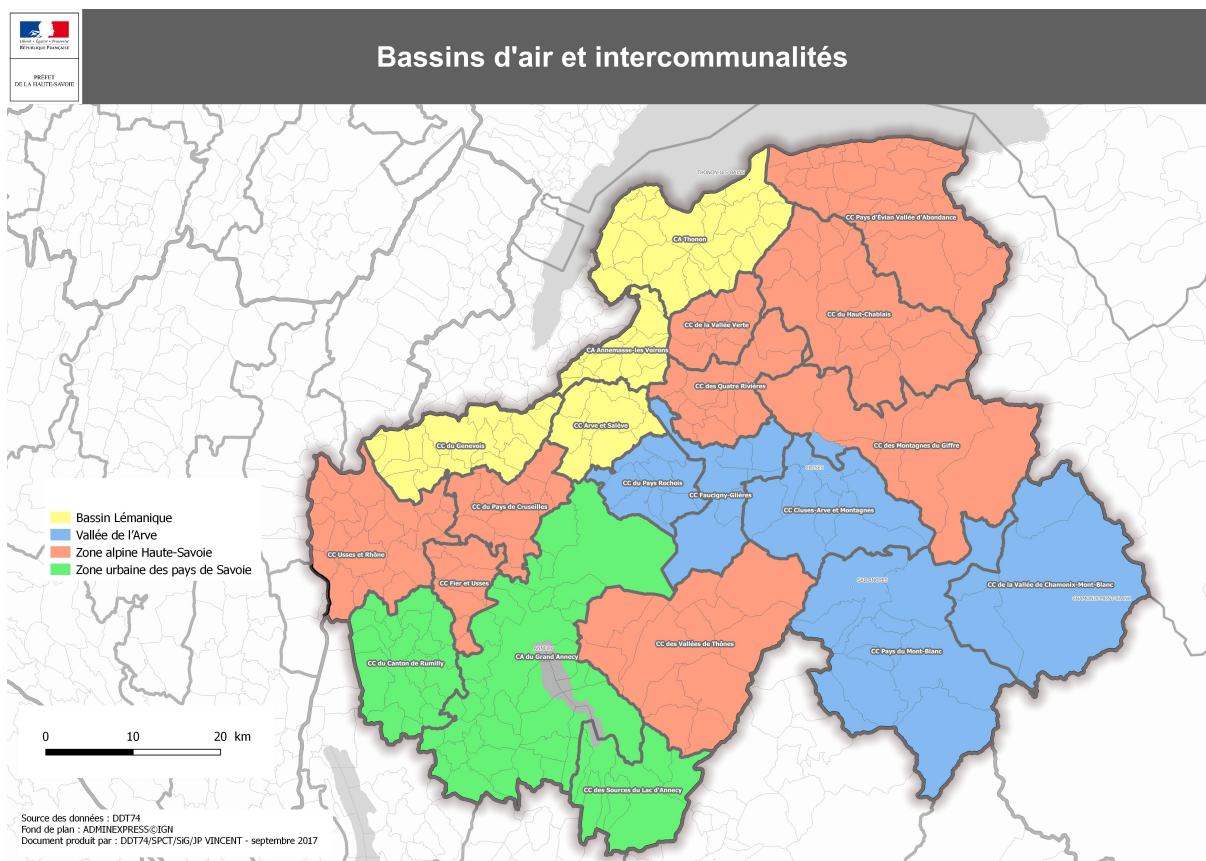 Liberté • Égalité • Fraternité
RÉPUBLIQUE FRANÇAISE
PRÉFET
DE LA HAUTE-SAVOIE
Bassins d'air et intercommunalités
CC Pays d'Évian Vallée d'Abondance
CA Thonon
CC du Haut-Chablais
CC de la Vallée Verte
CA Annemasse-les Voirons
CC des Quatre Rivières
CC Arve et Salève
CC du Genevois
CC des Montagnes du Giffre
CLUSES
CC du Pays Rochois
CC Faucigny-Glières
CC du Pays de Cruseilles
CC Cluses-Arve et Montagnes
Bassin Lémanique
Vallée de l'Arve
Zone alpine Haute-Savoie
Zone urbaine des pays de Savoie
CC Usses et Rhône
CC Fier et Usses
SALLANCHES
CC de la Vallée de Chamonix-Mont-Blanc
CHAMONIX-MONT-BLANC
CC des Vallées de Thônes
ANNECY
CC Pays du Mont-Blanc
CA du Grand Annecy
CC du Canton de Rumilly
0 10 20 km
CC des Sources du Lac d'Annecy
Source des données : DDT74
Fond de plan : ADMINEXPRESS©IGN
Document produit par : DDT74/SPCT/SiG/JP VINCENT - septembre 2017